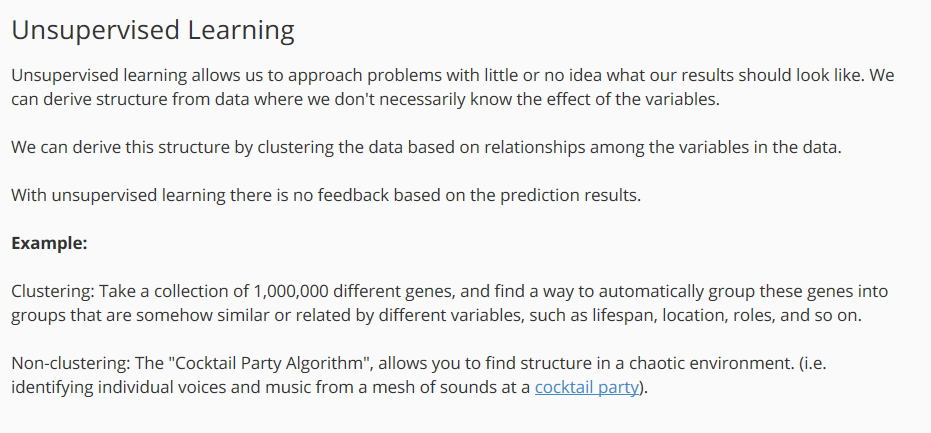 Unsupervised Learning
Unsupervised learning allows us to approach problems with little or no idea what our results should look like. We
can derive structure from data where we don't necessarily know the effect of the variables.
We can derive this structure by clustering the data based on relationships among the variables in the data.
With unsupervised learning there is no feedback based on the prediction results.
Example:
Clustering: Take a collection of 1,000,000 different genes, and find a way to automatically group these genes into
groups that are somehow similar or related by different variables, such as lifespan, location, roles, and so on.
Non-clustering: The "Cocktail Party Algorithm", allows you to find structure in a chaotic environment. (i.e.
identifying individual voices and music from a mesh of sounds at a cocktail party).